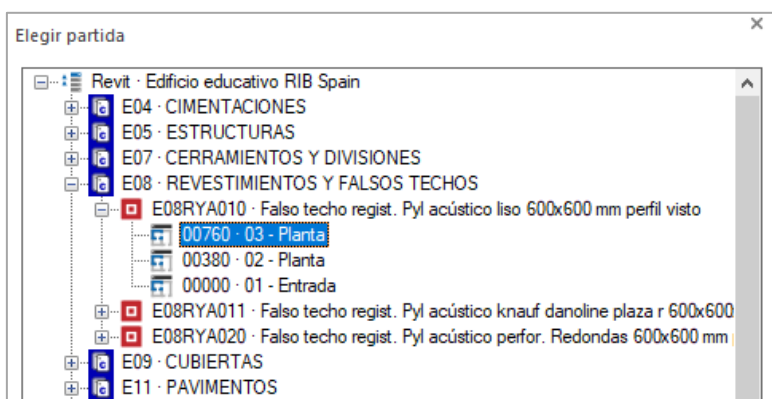 Elegir partida
Revit · Edificio educativo RIB Spain
E04 · CIMENTACIONES
E05 · ESTRUCTURAS
E07 · CERRAMIENTOS Y DIVISIONES
E08 · REVESTIMIENTOS Y FALSOS TECHOS
E08RYA010 · Falso techo regist. Pyl acústico liso 600x600 mm perfil visto
00760 · 03 - Planta
00380 · 02 - Planta
00000 · 01 - Entrada
E08RYA011 · Falso techo regist. Pyl acústico knauf danoline plaza r 600x600
E08RYA020 · Falso techo regist. Pyl acústico perfor. Redondas 600x600 mm
E09 · CUBIERTAS
E11 · PAVIMENTOS